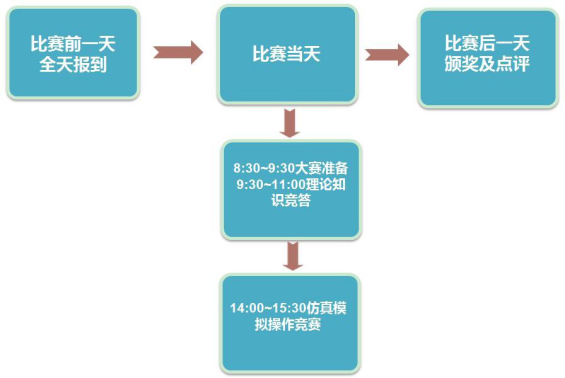 比赛前一天
全天报到
比赛当天
比赛后一天
颁奖及点评
8:30~9:30大赛准备
9:30~11:00理论知
识竞答
14:00~15:30仿真模
拟操作竞赛